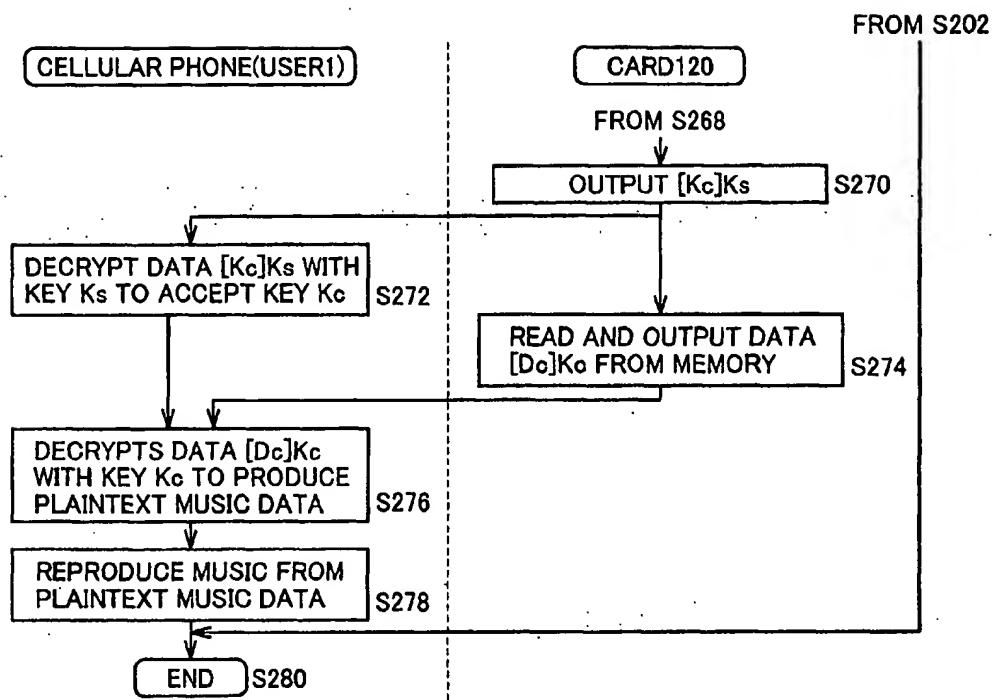 FROM S202
CELLULAR PHONE(USER1)
CARD120
FROM S268
OUTPUT [Kc]Ks
S270
DECRYPT DATA [Kc]Ks WITH
KEY Ks TO ACCEPT KEY Kc
S272
READ AND OUTPUT DATA
[Dc]Kc FROM MEMORY
S274
DECRYPTS DATA [Dc]Kc
WITH KEY Kc TO PRODUCE
PLAINTEXT MUSIC DATA
S276
REPRODUCE MUSIC FROM
PLAINTEXT MUSIC DATA
S278
END
S280